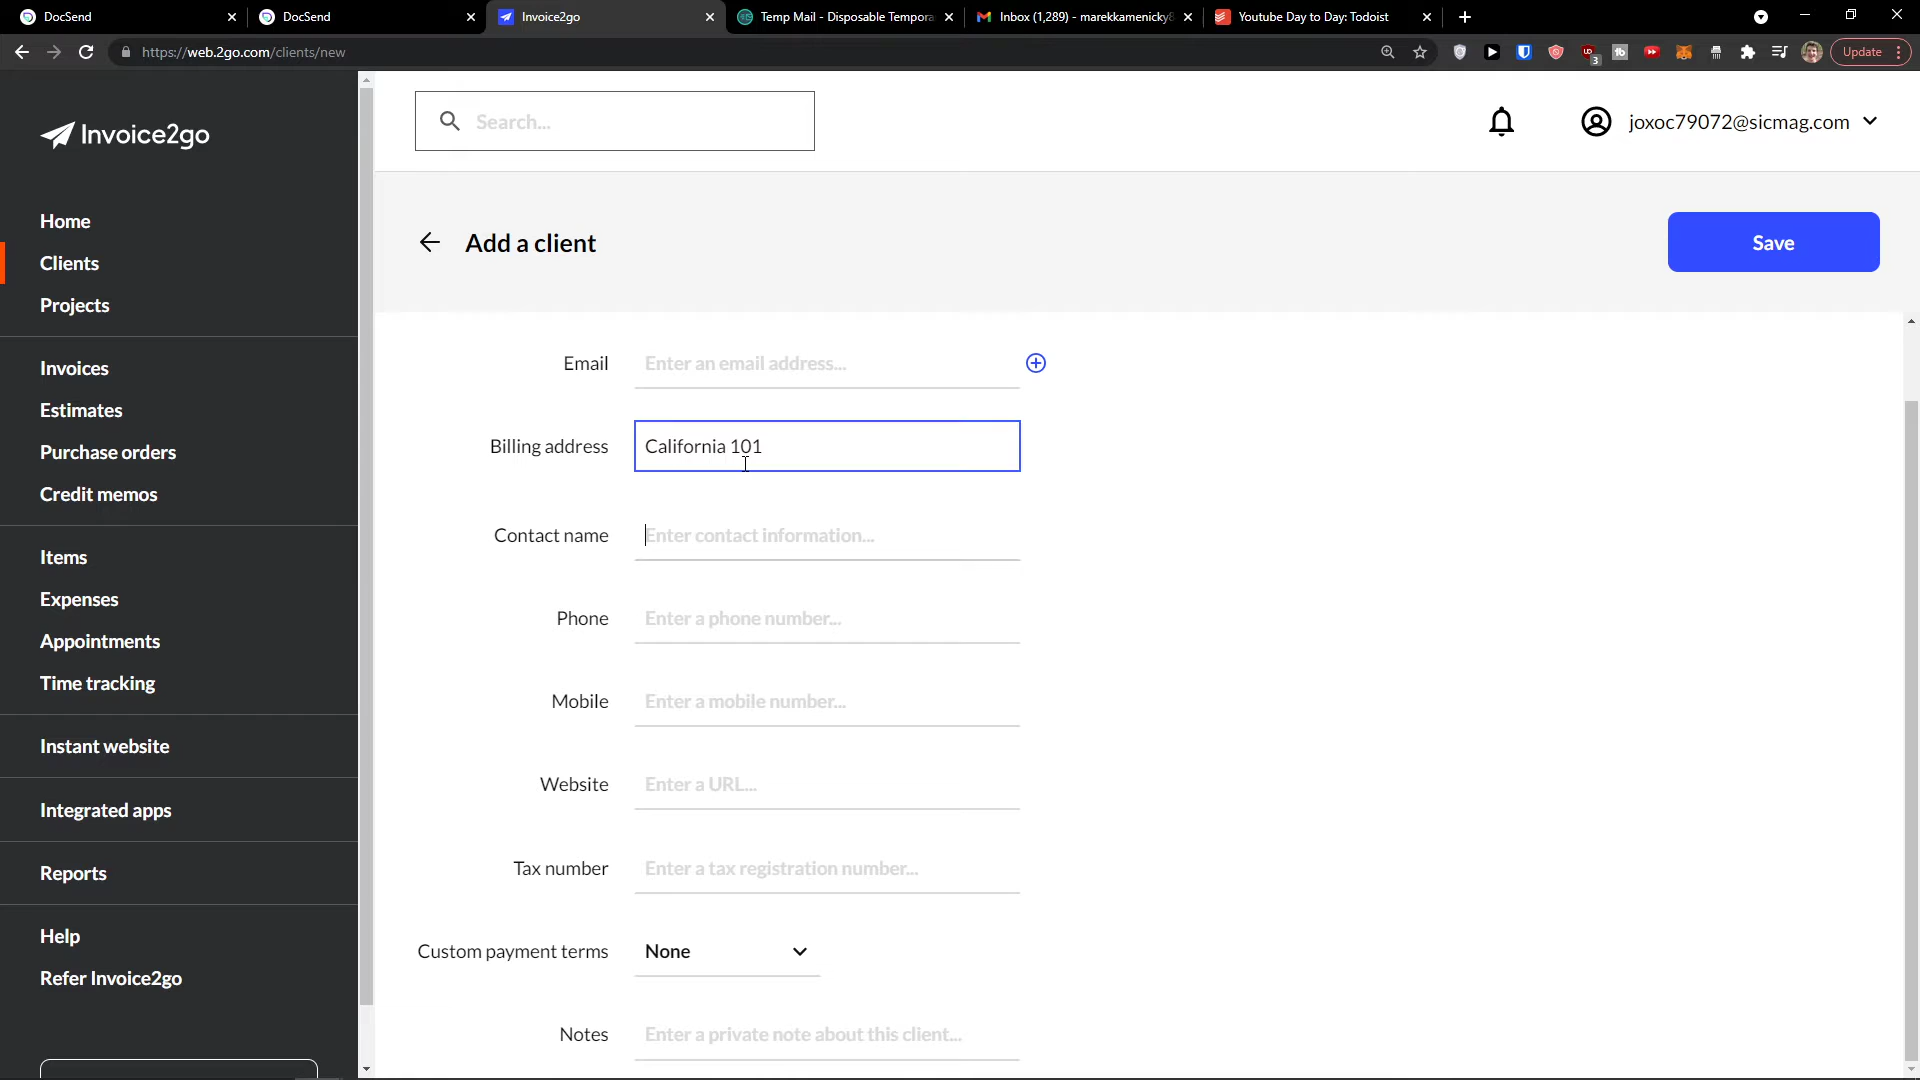 DocSend
DocSend
Invoice2go
Temp Mail - Disposable Tempora
Inbox (1,289) - marekkamenicky8
Youtube Day to Day: Todoist
https://web.2go.com/clients/new
Update
Invoice2go
Search...
joxoc79072@sicmag.com
Home
Clients
Projects
Invoices
Estimates
Purchase orders
Credit memos
Items
Expenses
Appointments
Time tracking
Instant website
Integrated apps
Reports
Help
Refer Invoice2go
Add a client
Save
Email Enter an email address...
Billing address California 101
Contact name Enter contact information...
Phone Enter a phone number...
Mobile Enter a mobile number...
Website Enter a URL...
Tax number Enter a tax registration number...
Custom payment terms None
Notes Enter a private note about this client...